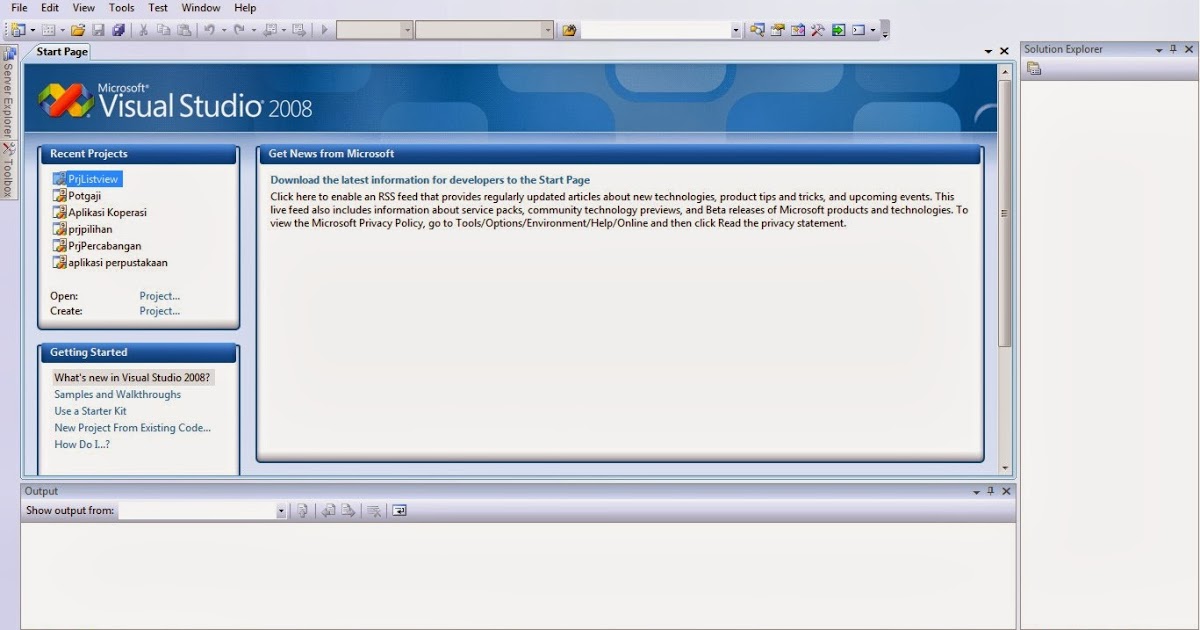 File Edit View Tools Test Window Help
Start Page
Solution Explorer
Server Explorer
Toolbox
Microsoft®
Visual Studio® 2008
Recent Projects
PrjListview
Potgaji
Aplikasi Koperasi
prjpilihan
PrjPercabangan
aplikasi perpustakaan
Open: Project...
Create: Project...
Getting Started
What's new in Visual Studio 2008?
Samples and Walkthroughs
Use a Starter Kit
New Project From Existing Code...
How Do I...?
Get News from Microsoft
Download the latest information for developers to the Start Page
Click here to enable an RSS feed that provides regularly updated articles about new technologies, product tips and tricks, and upcoming events. This
live feed also includes information about service packs, community technology previews, and Beta releases of Microsoft products and technologies. To
view the Microsoft Privacy Policy, go to Tools/Options/Environment/Help/Online and then click Read the privacy statement.
Output
Show output from: